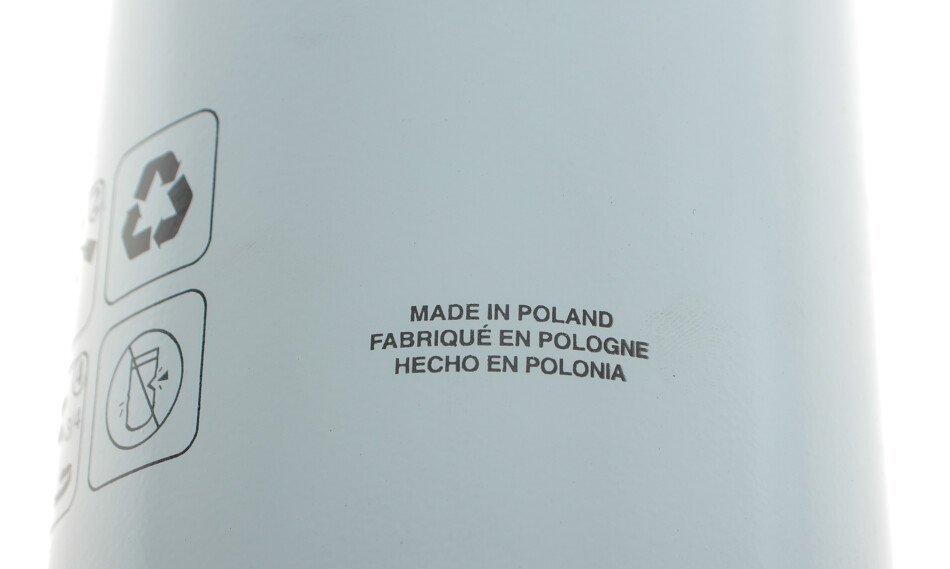 MADE IN POLAND
FABRIQUÉ EN POLOGNE
HECHO EN POLONIA